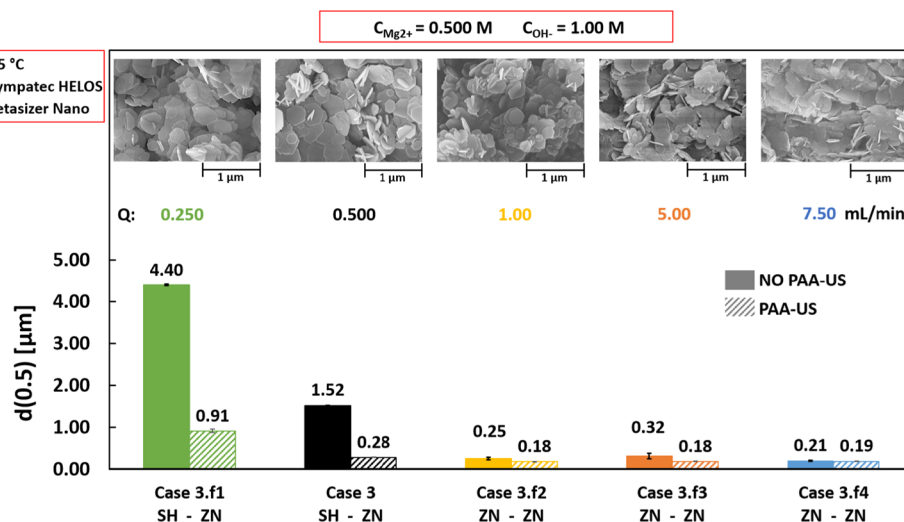 C_Mg2+ = 0.500 M C_OH- = 1.00 M
5 °C
ympatec HELOS
etasizer Nano
1 µm 1 µm 1 µm 1 µm 1 µm
Q: 0.250 0.500 1.00 5.00 7.50 mL/min
d(0.5) [µm]
5.00
4.00
3.00
2.00
1.00
0.00
4.40
0.91
1.52
0.28
0.25
0.18
0.32
0.18
0.21
0.19
NO PAA-US
PAA-US
Case 3.f1 Case 3 Case 3.f2 Case 3.f3 Case 3.f4
SH - ZN SH - ZN ZN - ZN ZN - ZN ZN - ZN